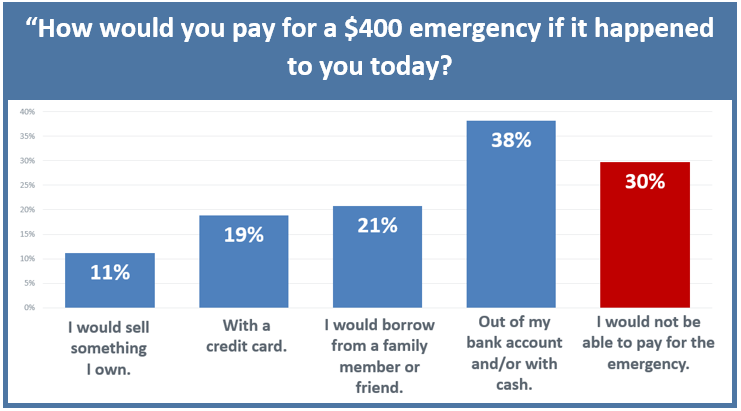 “How would you pay for a $400 emergency if it happened
to you today?
40%
35%
30%
25%
20%
15%
10%
5%
0%
11%
19%
21%
38%
30%
I would sell
something
I own.
With a
credit card.
I would borrow
from a family
member or
friend.
Out of my
bank account
and/or with
cash.
I would not be
able to pay for the
emergency.